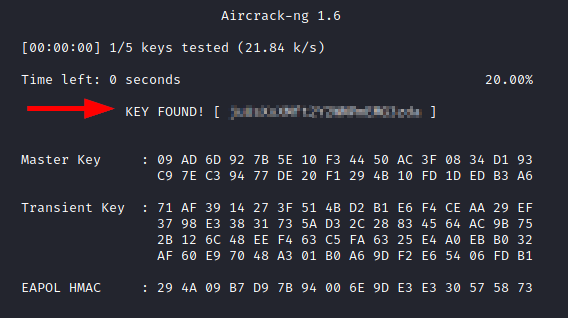 Aircrack-ng 1.6
[00:00:00] 1/5 keys tested (21.84 k/s)
Time left: 0 seconds 20.00%
KEY FOUND! [ ]
Master Key : 09 AD 6D 92 7B 5E 10 F3 44 50 AC 3F 08 34 D1 93
C9 7E C3 94 77 DE 20 F1 29 4B 10 FD 1D ED B3 A6
Transient Key : 71 AF 39 14 27 3F 51 4B D2 B1 E6 F4 CE AA 29 EF
37 98 E3 38 31 73 5A D3 2C 28 83 45 64 AC 9B 75
2B 12 6C 48 EE F4 63 C5 FA 63 25 E4 A0 EB B0 32
AF 60 E9 70 48 A3 01 B0 A6 9D F2 E6 54 06 FD B1
EAPOL HMAC : 29 4A 09 B7 D9 7B 94 00 6E 9D E3 E3 30 57 58 73